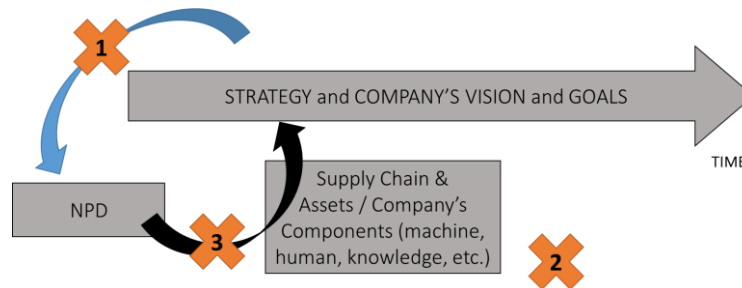 1
STRATEGY and COMPANY'S VISION and GOALS
TIME
NPD
Supply Chain &
Assets / Company's
Components (machine,
human, knowledge, etc.)
3
2